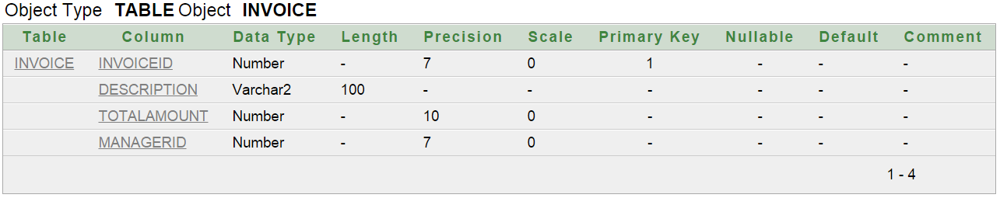 Object Type TABLE Object INVOICE
Table Column Data Type Length Precision Scale Primary Key Nullable Default Comment
INVOICE INVOICEID Number - 7 0 1 - - -
DESCRIPTION Varchar2 100 - - - - - -
TOTALAMOUNT Number - 10 0 - - - -
MANAGERID Number - 7 0 - - - -
1 - 4